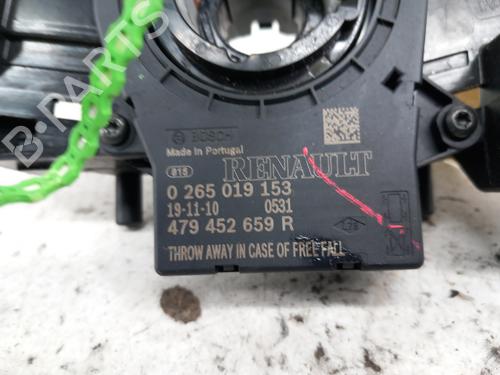 BOSCH
Made in Portugal
RENAULT
815
0 265 019 153
19-11-10 0531
479 452 659 R
THROW AWAY IN CASE OF FREE FALL